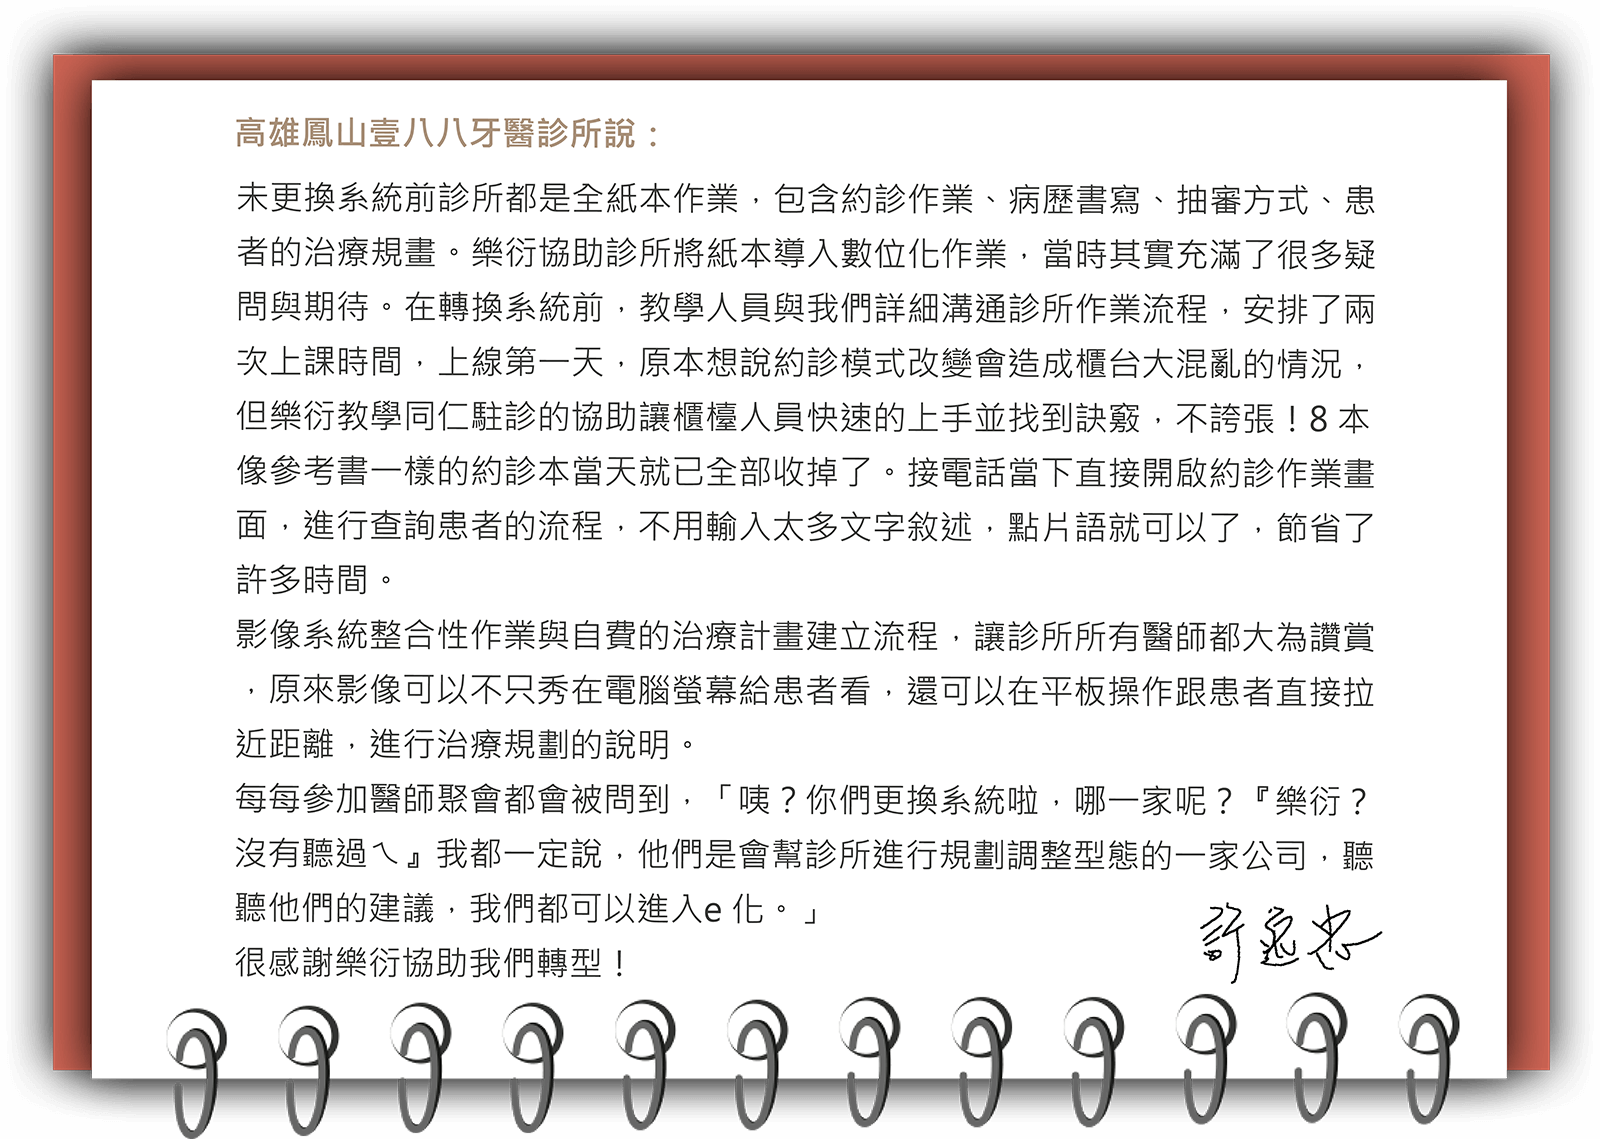 高雄鳳山壹八八牙醫診所說：
未更換系統前診所都是全紙本作業，包含約診作業、病歷書寫、抽審方式、患
者的治療規畫。樂衍協助診所將紙本導入數位化作業，當時其實充滿了很多疑
問與期待。在轉換系統前，教學人員與我們詳細溝通診所作業流程，安排了兩
次上課時間，上線第一天，原本想說約診模式改變會造成櫃台大混亂的情況，
但樂衍教學同仁駐診的協助讓櫃檯人員快速的上手並找到訣竅，不誇張！8 本
像參考書一樣的約診本當天就已全部收掉了。接電話當下直接開啟約診作業畫
面，進行查詢患者的流程，不用輸入太多文字敘述，點片語就可以了，節省了
許多時間。
影像系統整合性作業與自費的治療計畫建立流程，讓診所所有醫師都大為讚賞
，原來影像可以不只秀在電腦螢幕給患者看，還可以在平板操作跟患者直接拉
近距離，進行治療規劃的說明。
每每參加醫師聚會都會被問到，「咦？你們更換系統啦，哪一家呢？『樂衍？
沒有聽過ㄟ』我都一定說，他們是會幫診所進行規劃調整型態的一家公司，聽
聽他們的建議，我們都可以進入e 化。」
很感謝樂衍協助我們轉型！